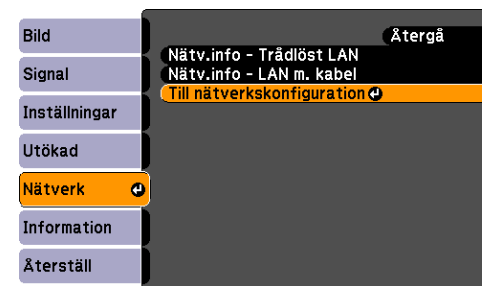 Bild
Signal
Inställningar
Utökad
Nätverk
Information
Återställ
Återgå
Nätv.info - Trådlöst LAN
Nätv.info - LAN m. kabel
Till nätverkskonfiguration